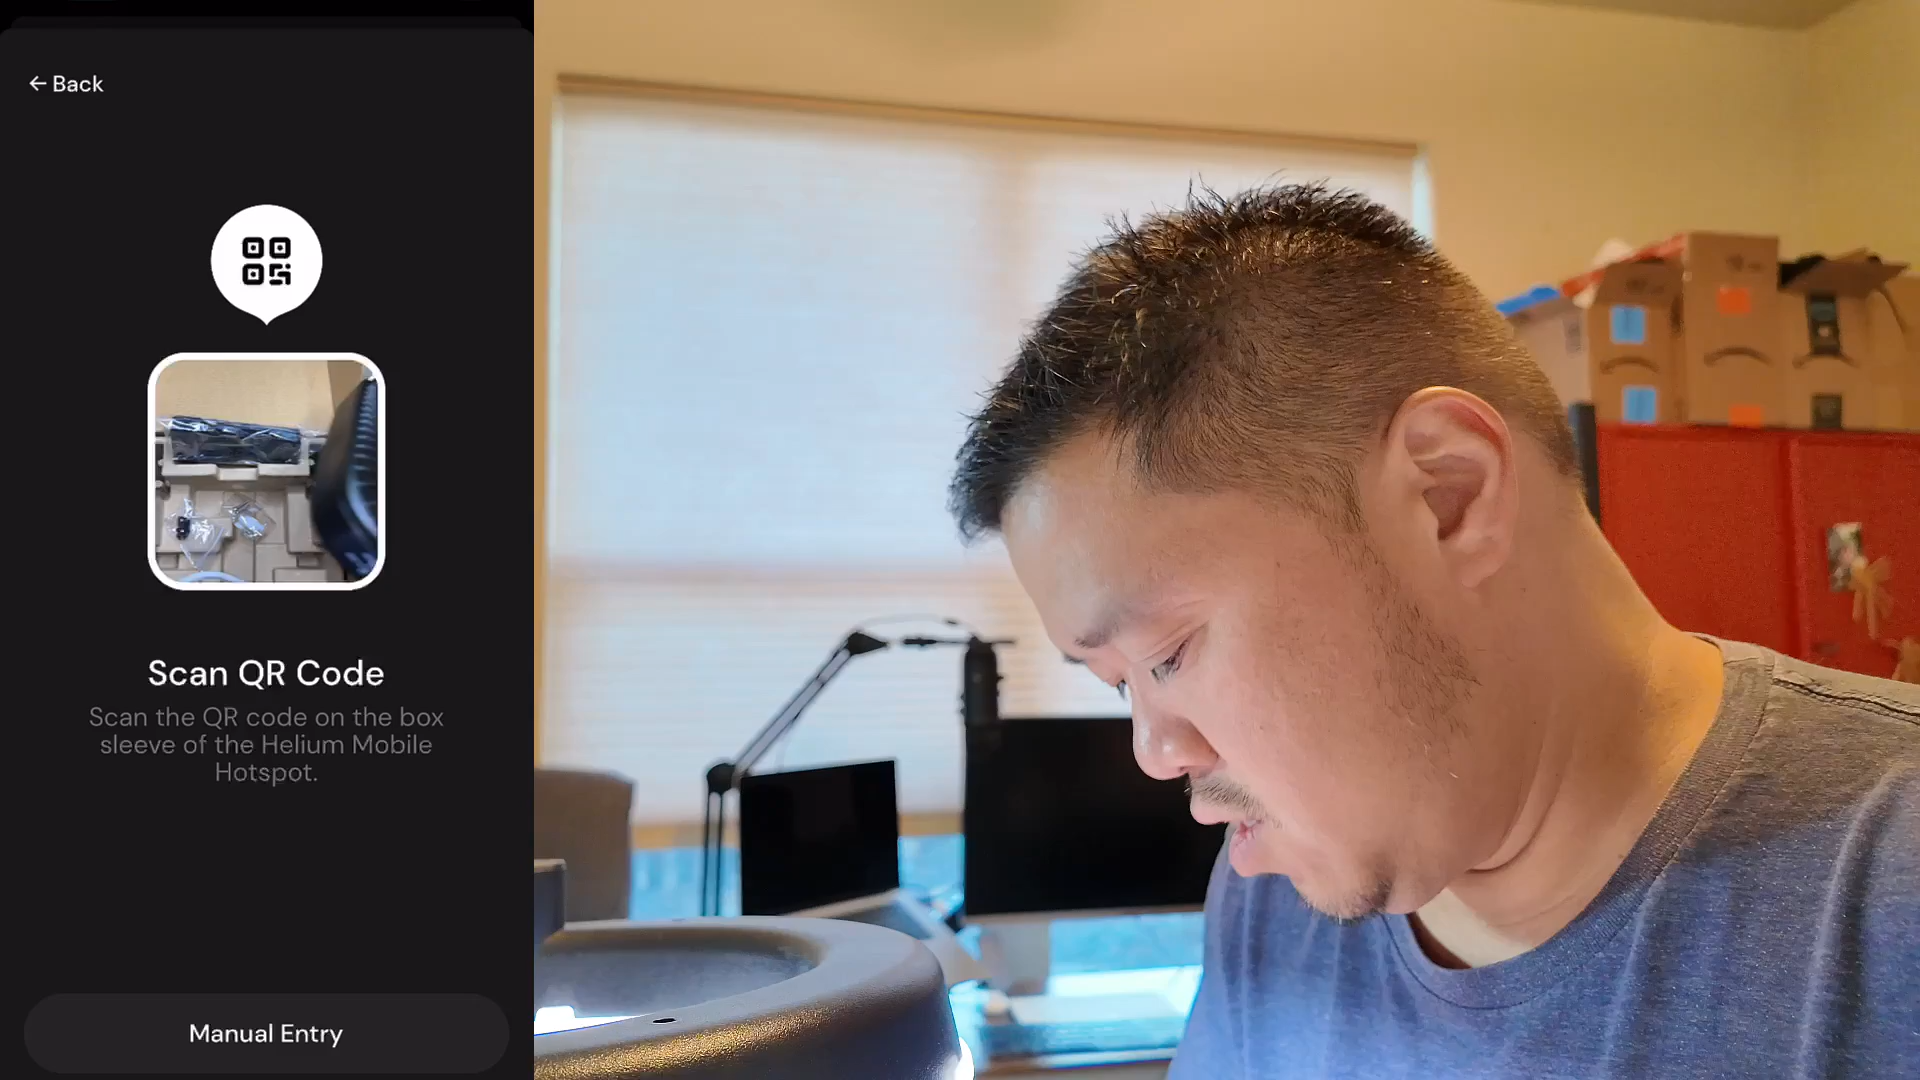 ← Back
Scan QR Code
Scan the QR code on the box
sleeve of the Helium Mobile
Hotspot.
Manual Entry